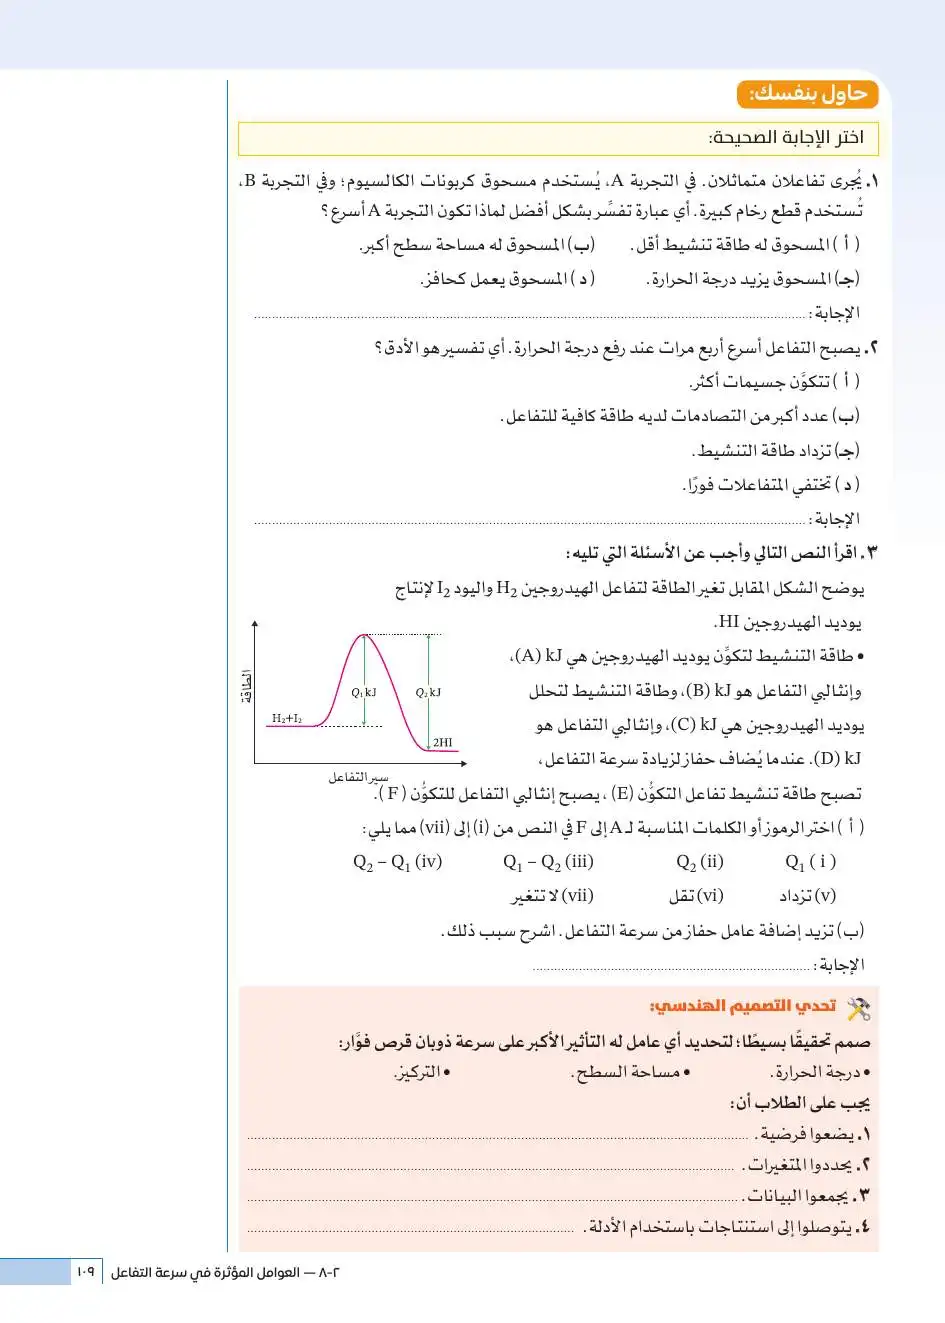 حاول بنفسك:
اختر الإجابة الصحيحة:
١. يُجرى تفاعلان متماثلان. في التجربة A، يُستخدم مسحوق كربونات الكالسيوم؛ وفي التجربة B،
تُستخدم قطع رخام كبيرة. أي عبارة تفسِّر بشكل أفضل لماذا تكون التجربة A أسرع؟
( أ ) المسحوق له طاقة تنشيط أقل. (ب) المسحوق له مساحة سطح أكبر.
(جـ) المسحوق يزيد درجة الحرارة. ( د ) المسحوق يعمل كحافز.
الإجابة:
٢. يصبح التفاعل أسرع أربع مرات عند رفع درجة الحرارة. أي تفسير هو الأدق؟
( أ ) تتكوَّن جسيمات أكثر.
(ب) عدد أكبر من التصادمات لديه طاقة كافية للتفاعل.
(جـ) تزداد طاقة التنشيط.
( د ) تختفي المتفاعلات فورًا.
الإجابة:
٣. اقرأ النص التالي وأجب عن الأسئلة التي تليه:
يوضح الشكل المقابل تغير الطاقة لتفاعل الهيدروجين H₂ واليود I₂ لإنتاج
يوديد الهيدروجين HI.
• طاقة التنشيط لتكوِّن يوديد الهيدروجين هي (A) kJ،
وإنثالبي التفاعل هو (B) kJ، وطاقة التنشيط لتحلل
يوديد الهيدروجين هي (C) kJ، وإنثالبي التفاعل هو
(D) kJ. عندما يُضاف حفاز لزيادة سرعة التفاعل،
تصبح طاقة تنشيط تفاعل التكوُّن (E) ، يصبح إنثالبي التفاعل للتكوُّن ( F ).
الطاقة
Q₁ kJ
Q₂ kJ
H₂+I₂
2HI
سير التفاعل
( أ ) اختر الرموز أو الكلمات المناسبة لـ A إلى F في النص من (i) إلى (vii) مما يلي:
( i ) Q₁ (ii) Q₂ (iii) Q₁ – Q₂ (iv) Q₂ – Q₁
(v) تزداد (vi) تقل (vii) لا تتغير
(ب) تزيد إضافة عامل حفاز من سرعة التفاعل. اشرح سبب ذلك.
الإجابة:
تحدي التصميم الهندسي:
صمم تحقيقًا بسيطًا؛ لتحديد أي عامل له التأثير الأكبر على سرعة ذوبان قرص فوَّار:
• درجة الحرارة. • مساحة السطح. • التركيز.
يجب على الطلاب أن:
١. يضعوا فرضية.
٢. يحددوا المتغيرات.
٣. يجمعوا البيانات.
٤. يتوصلوا إلى استنتاجات باستخدام الأدلة.
٨-٢ — العوامل المؤثرة في سرعة التفاعل ١٠٩